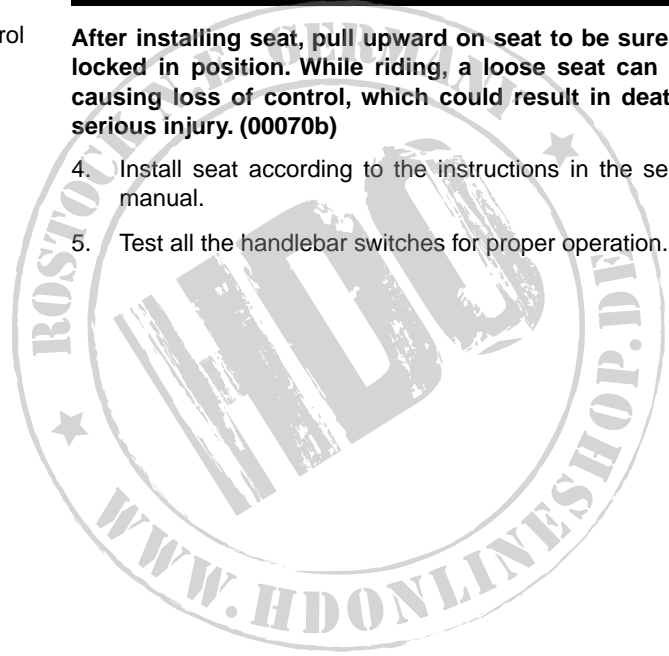 rol
After installing seat, pull upward on seat to be sure
locked in position. While riding, a loose seat can
causing loss of control, which could result in deat
serious injury. (00070b)
4. Install seat according to the instructions in the se
manual.
5. Test all the handlebar switches for proper operation.
ROSTOCK N.E GERMANY
HDO
WWW.HDONLINESHOP.DE